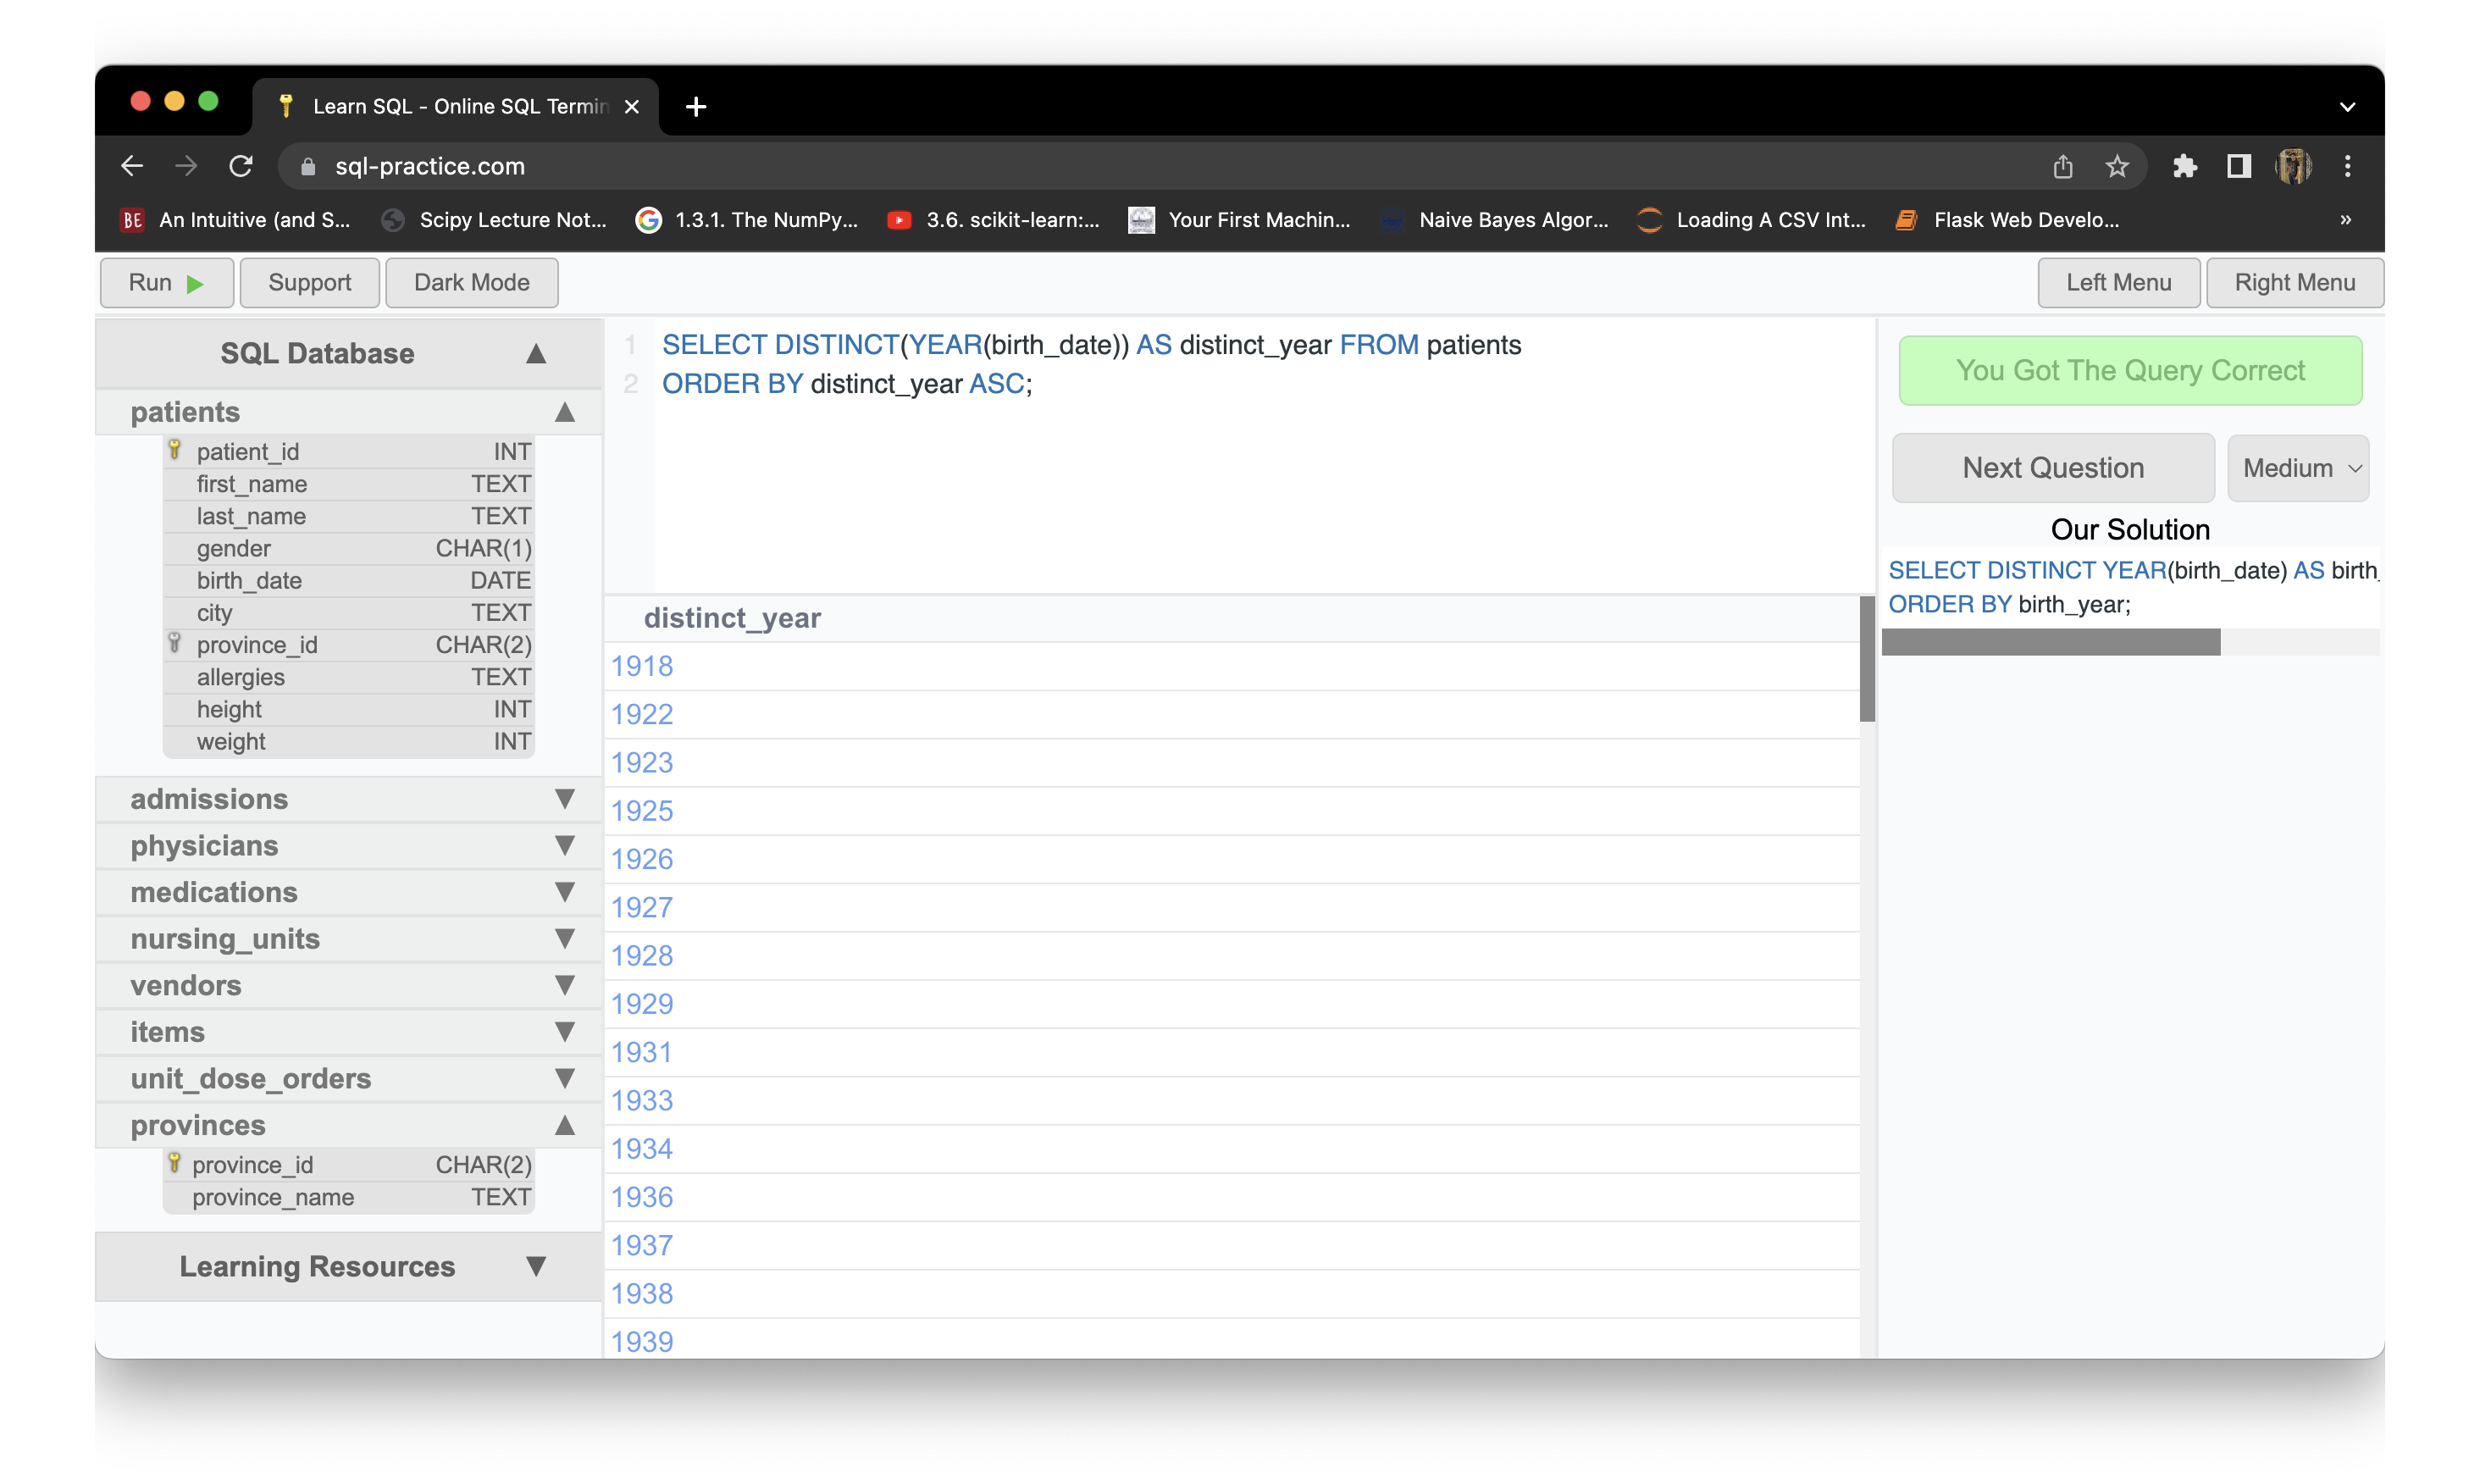 Learn SQL - Online SQL Termin
sql-practice.com
BE An Intuitive (and S...
Scipy Lecture Not...
1.3.1. The NumPy...
3.6. scikit-learn:...
Your First Machin...
Naive Bayes Algor...
Loading A CSV Int...
Flask Web Develo...
»
Run
Support
Dark Mode
Left Menu
Right Menu
SQL Database
patients
patient_id INT
first_name TEXT
last_name TEXT
gender CHAR(1)
birth_date DATE
city TEXT
province_id CHAR(2)
allergies TEXT
height INT
weight INT
admissions
physicians
medications
nursing_units
vendors
items
unit_dose_orders
provinces
province_id CHAR(2)
province_name TEXT
Learning Resources
1 SELECT DISTINCT(YEAR(birth_date)) AS distinct_year FROM patients
2 ORDER BY distinct_year ASC;
distinct_year
1918
1922
1923
1925
1926
1927
1928
1929
1931
1933
1934
1936
1937
1938
1939
You Got The Query Correct
Next Question
Medium
Our Solution
SELECT DISTINCT YEAR(birth_date) AS birth_
ORDER BY birth_year;